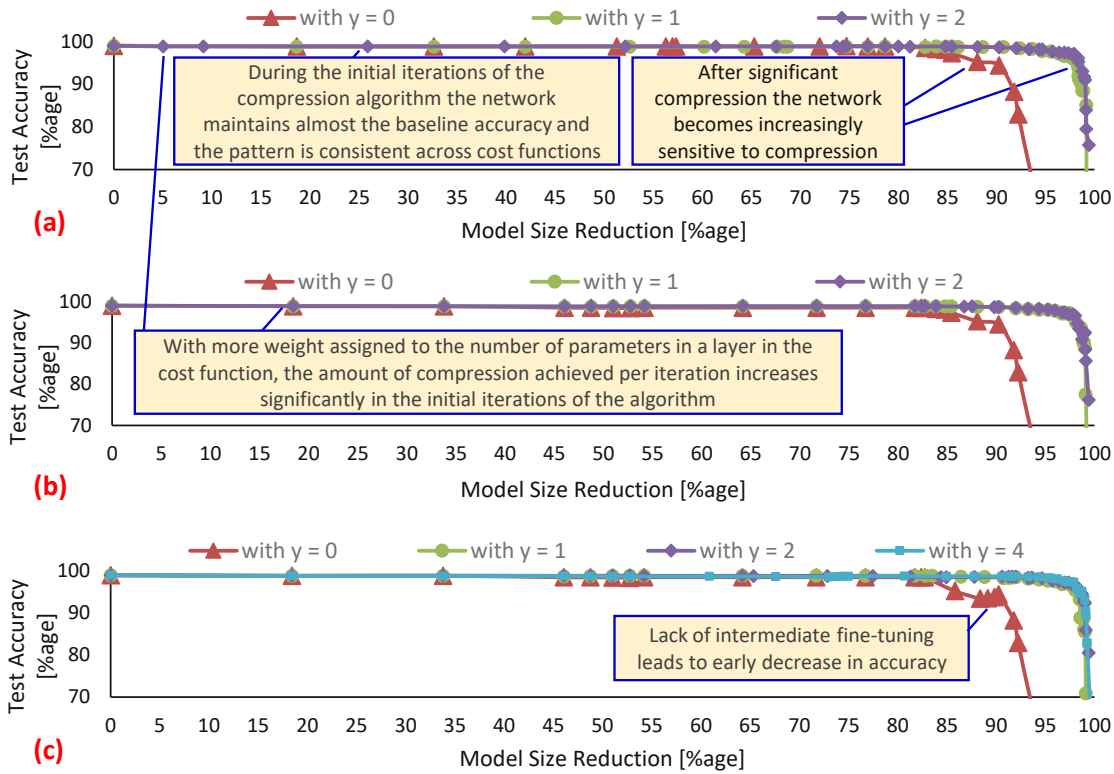 with y = 0 with y = 1 with y = 2
Test Accuracy [%age]
100
90
80
70
During the initial iterations of the
compression algorithm the network
maintains almost the baseline accuracy and
the pattern is consistent across cost functions
After significant
compression the network
becomes increasingly
sensitive to compression
0 5 10 15 20 25 30 35 40 45 50 55 60 65 70 75 80 85 90 95 100
Model Size Reduction [%age]
(a)
with y = 0 with y = 1 with y = 2
Test Accuracy [%age]
100
90
80
70
With more weight assigned to the number of parameters in a layer in the
cost function, the amount of compression achieved per iteration increases
significantly in the initial iterations of the algorithm
0 5 10 15 20 25 30 35 40 45 50 55 60 65 70 75 80 85 90 95 100
Model Size Reduction [%age]
(b)
with y = 0 with y = 1 with y = 2 with y = 4
Test Accuracy [%age]
100
90
80
70
Lack of intermediate fine-tuning
leads to early decrease in accuracy
0 5 10 15 20 25 30 35 40 45 50 55 60 65 70 75 80 85 90 95 100
Model Size Reduction [%age]
(c)